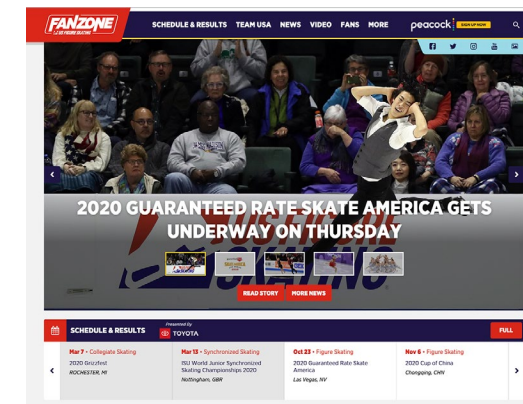 FANZONE
U.S. FIGURE SKATING
SCHEDULE & RESULTS TEAM USA NEWS VIDEO FANS MORE
peacock SIGN UP NOW
2020 GUARANTEED RATE SKATE AMERICA GETS
UNDERWAY ON THURSDAY
US FIGURE
SKATING
READ STORY MORE NEWS
SCHEDULE & RESULTS
Presented by
TOYOTA
FULL
Mar 7 • Collegiate Skating
2020 Grizzfest
ROCHESTER, MI
Mar 13 • Synchronized Skating
ISU World Junior Synchronized
Skating Championships 2020
Nottingham, GBR
Oct 23 • Figure Skating
2020 Guaranteed Rate Skate
America
Las Vegas, NV
Nov 6 • Figure Skating
2020 Cup of China
Chongqing, CHN